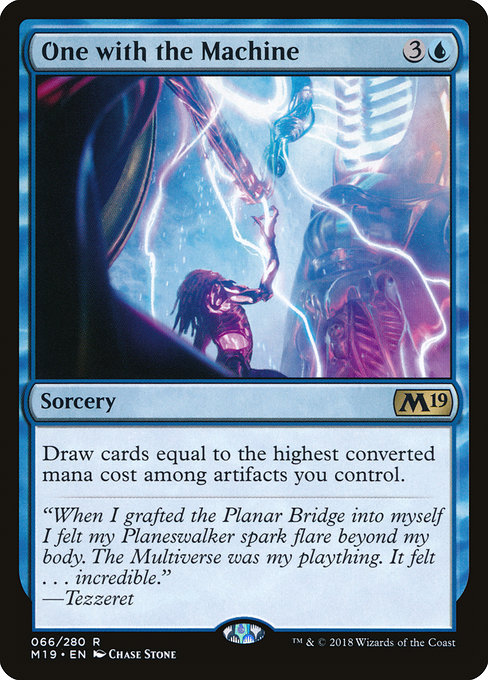 One with the Machine 3
Sorcery M19
Draw cards equal to the highest converted
mana cost among artifacts you control.
“When I grafted the Planar Bridge into myself
I felt my Planeswalker spark flare beyond my
body. The Multiverse was my plaything. It felt
. . . incredible.”
—Tezzeret
066/280 R
M19 • EN Chase Stone
™ & © 2018 Wizards of the Coast